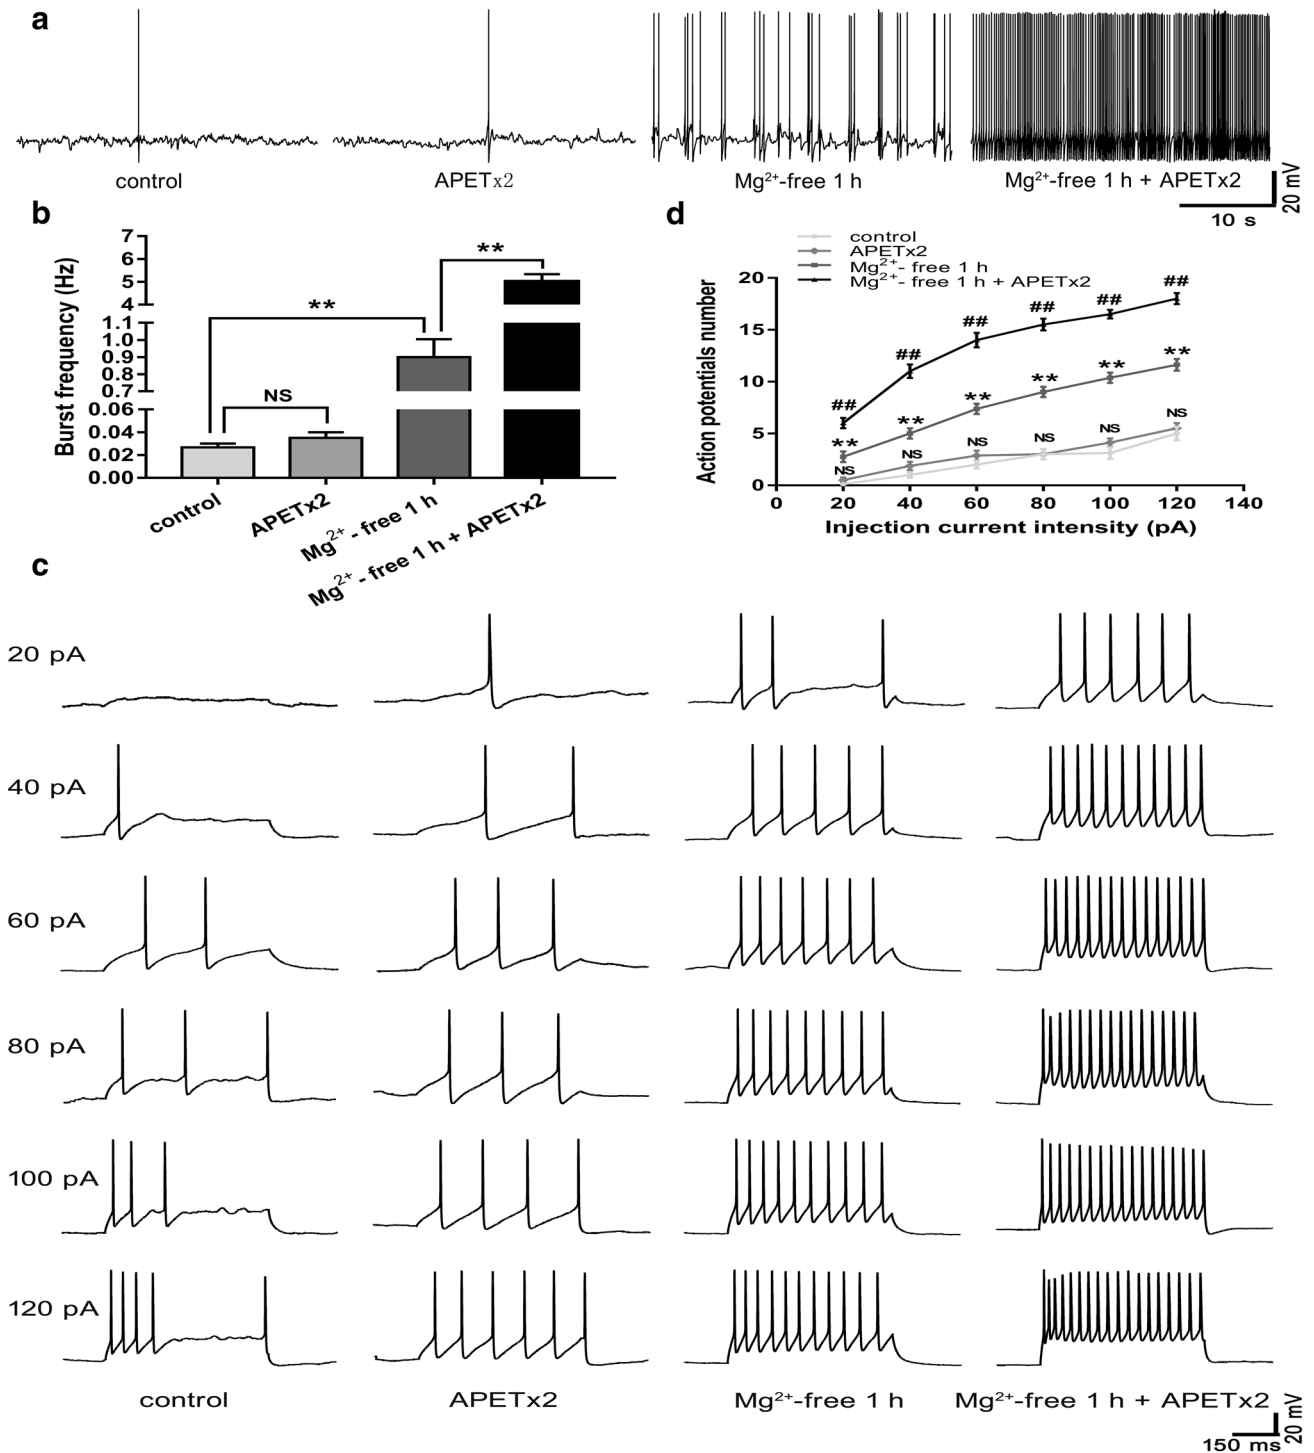 a
control
APETx2
Mg²⁺-free 1 h
Mg²⁺-free 1 h + APETx2
20 mV
10 s
b
Burst frequency (Hz)
7
6
5
4
1.1
1.0
0.9
0.8
0.7
0.06
0.04
0.02
0.00
NS
**
**
control
APETx2
Mg²⁺- free 1 h
Mg²⁺- free 1 h + APETx2
d
control
APETx2
Mg²⁺- free 1 h
Mg²⁺- free 1 h + APETx2
Action potentials number
20
15
10
5
0
## ## ## ## ## ##
** ** ** ** ** **
NS NS NS NS NS NS
0 20 40 60 80 100 120 140
Injection current intensity (pA)
c
20 pA
40 pA
60 pA
80 pA
100 pA
120 pA
control
APETx2
Mg²⁺-free 1 h
Mg²⁺-free 1 h + APETx2
20 mV
150 ms